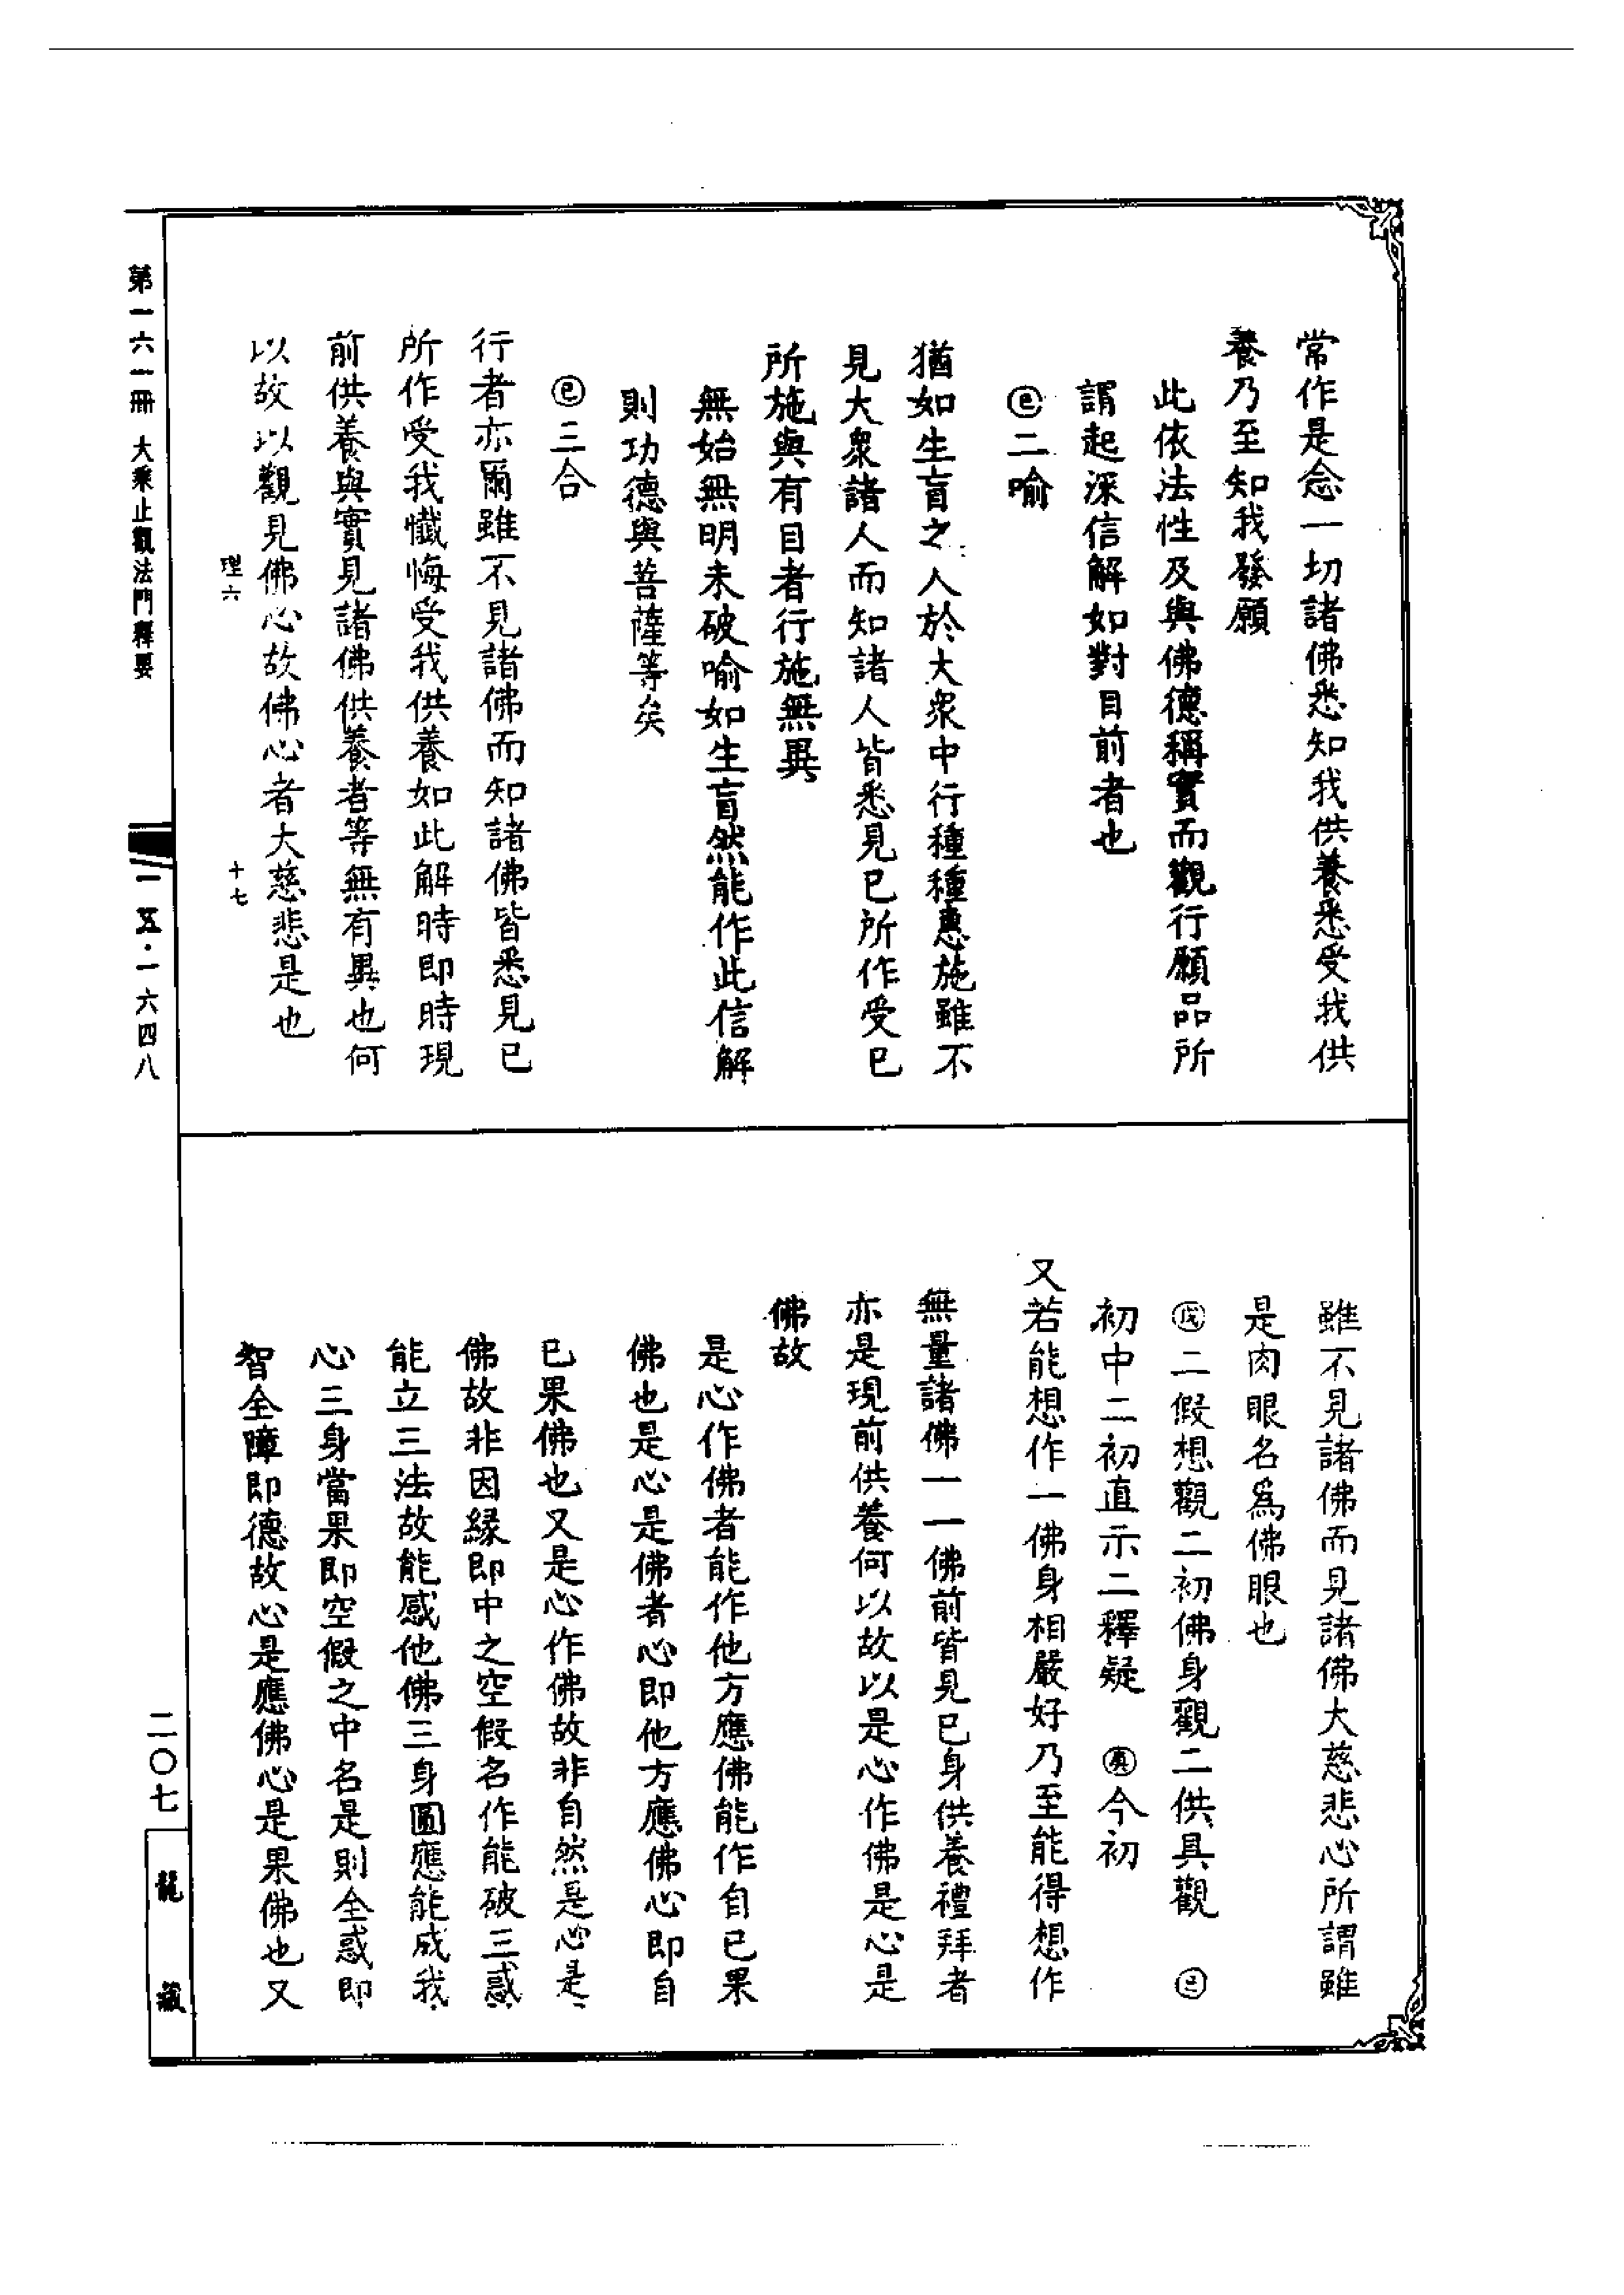 常作是念一切諸佛悉知我供養悉受我供
養乃至知我發願
此依法性及與佛德稱實而觀行願品所
謂起深信解如對目前者也
㊁二喻
猶如生盲之人於大衆中行種種惠施雖不
見大衆諸人而知諸人皆悉見已所作受已
所施與有目者行施無異
無始無明未破喻如生盲然能作此信解
則功德與菩薩等矣
三合
行者亦爾雖不見諸佛而知諸佛皆悉見已
所作受我懺悔受我供養如此解時即時現
前供養與實見諸佛供養者等無有異也何
以故以觀見佛心故佛心者大慈悲是也
理六
十七
第一六一冊 大乘止觀法門釋要
一五·一六四八
雖不見諸佛而見諸佛大慈悲心所謂雖
是肉眼名為佛眼也
戊二假想觀二初佛身觀二供具觀 己
初中二初直示二釋疑 今初
又若能想作一佛身相嚴好乃至能得想作
無量諸佛一一佛前皆見已身供養禮拜者
亦是現前供養何以故以是心作佛是心是
佛故
是心作佛者能作他方應佛能作自已果
佛也是心是佛者心即他方應佛心即自
已果佛也又是心作佛故非自然是心是
佛故非因緣即中之空假名作能破三惑
能立三法故能感他佛三身圓應能成我
心三身當果即空假之中名是則全惑即
智全障即德故心是應佛心是果佛也又
二〇七
龍藏